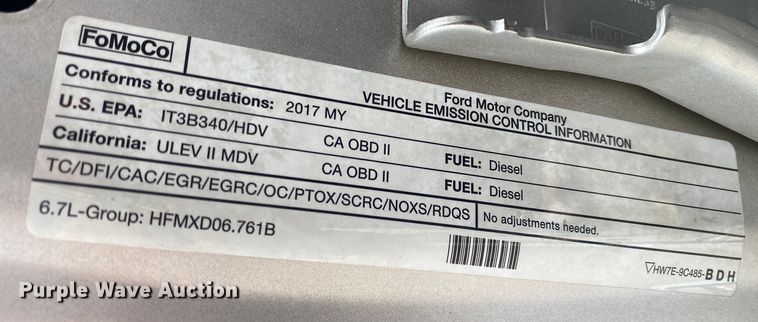 FoMoCo
Ford Motor Company
VEHICLE EMISSION CONTROL INFORMATION
Conforms to regulations: 2017 MY
U.S. EPA: IT3B340/HDV CA OBD II FUEL: Diesel
California: ULEV II MDV CA OBD II FUEL: Diesel
TC/DFI/CAC/EGR/EGRC/OC/PTOX/SCRC/NOXS/RDQS No adjustments needed.
6.7L-Group: HFMXD06.761B
HW7E-9C485-BDH
Purple Wave Auction